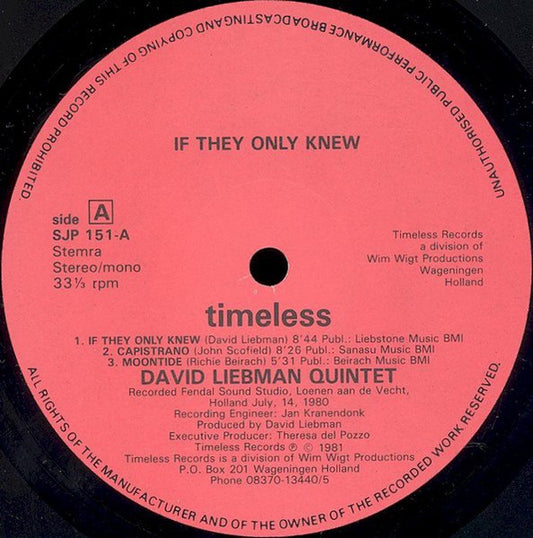 UNAUTHORISED PUBLIC PERFORMANCE BROADCASTING AND COPYING OF THIS RECORD PROHIBITED.
IF THEY ONLY KNEW
side A
SJP 151-A
Stemra
Stereo/mono
33⅓ rpm
Timeless Records
a division of
Wim Wigt Productions
Wageningen
Holland
timeless
1. IF THEY ONLY KNEW (David Liebman) 8'44 Publ.: Liebstone Music BMI
2. CAPISTRANO (John Scofield) 8'26 Publ.: Sanasu Music BMI
3. MOONTIDE (Richie Beirach) 5'31 Publ.: Beirach Music BMI
DAVID LIEBMAN QUINTET
Recorded Fendal Sound Studio, Loenen aan de Vecht,
Holland July, 14, 1980
Recording Engineer: Jan Kranendonk
Produced by David Liebman
Executive Producer: Theresa del Pozzo
Timeless Records ℗ © 1981
Timeless Records is a division of Wim Wigt Productions
P.O. Box 201 Wageningen Holland
Phone 08370-13440/5
ALL RIGHTS OF THE MANUFACTURER AND OF THE OWNER OF THE RECORDED WORK RESERVED.